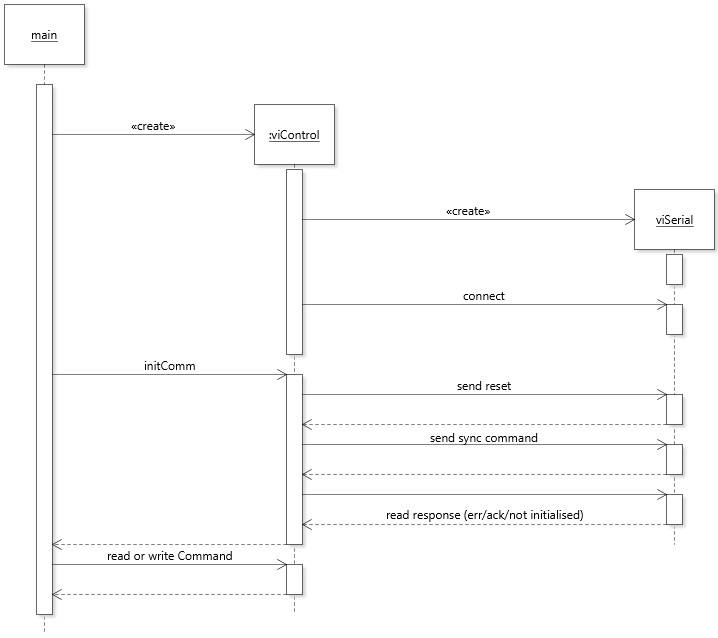 main
«create»
:viControl
«create»
viSerial
connect
initComm
send reset
send sync command
read response (err/ack/not initialised)
read or write Command